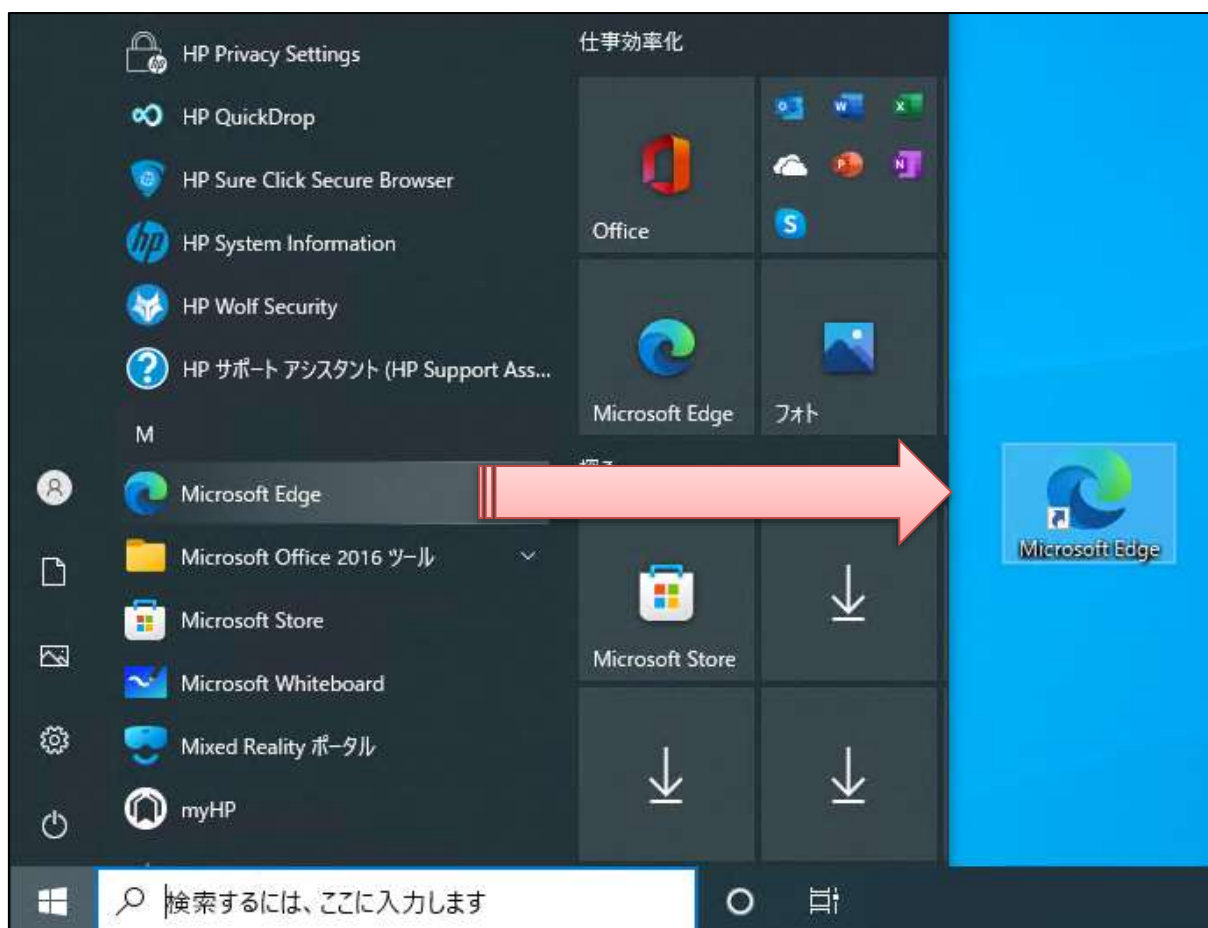 HP Privacy Settings
HP QuickDrop
HP Sure Click Secure Browser
HP System Information
HP Wolf Security
HP サポート アシスタント (HP Support Ass...
M
Microsoft Edge
Microsoft Office 2016 ツール
Microsoft Store
Microsoft Whiteboard
Mixed Reality ポータル
myHP
仕事効率化
Office
Microsoft Edge
フォト
Microsoft Store
Microsoft Edge
検索するには、ここに入力します